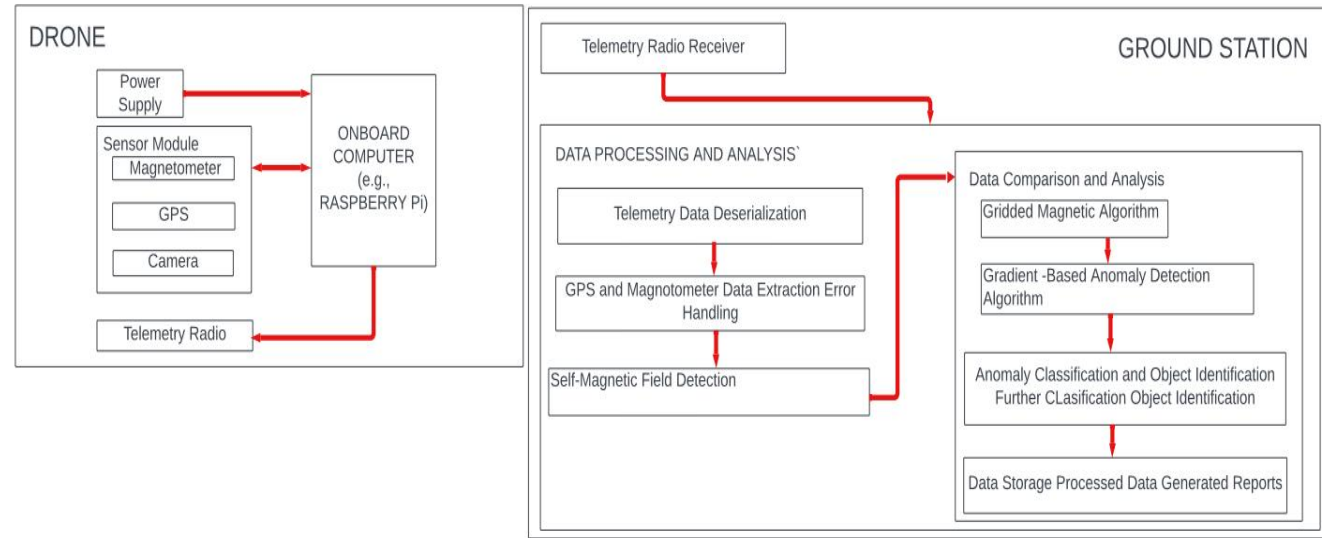 DRONE
Power
Supply
Sensor Module
Magnetometer
GPS
Camera
Telemetry Radio
ONBOARD
COMPUTER
(e.g.,
RASPBERRY Pi)
GROUND STATION
Telemetry Radio Receiver
DATA PROCESSING AND ANALYSIS`
Telemetry Data Deserialization
GPS and Magnotometer Data Extraction Error
Handling
Self-Magnetic Field Detection
Data Comparison and Analysis
Gridded Magnetic Algorithm
Gradient -Based Anomaly Detection
Algorithm
Anomaly Classification and Object Identification
Further CLasification Object Identification
Data Storage Processed Data Generated Reports